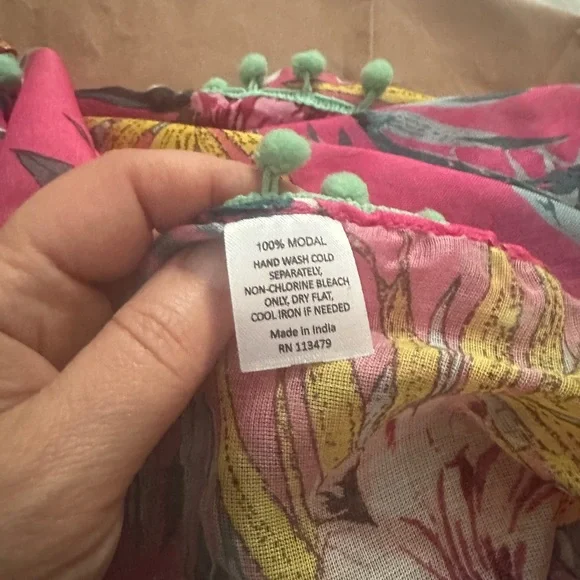 100% MODAL
HAND WASH COLD
SEPARATELY,
NON-CHLORINE BLEACH
ONLY, DRY FLAT,
COOL IRON IF NEEDED
Made in India
RN 113479